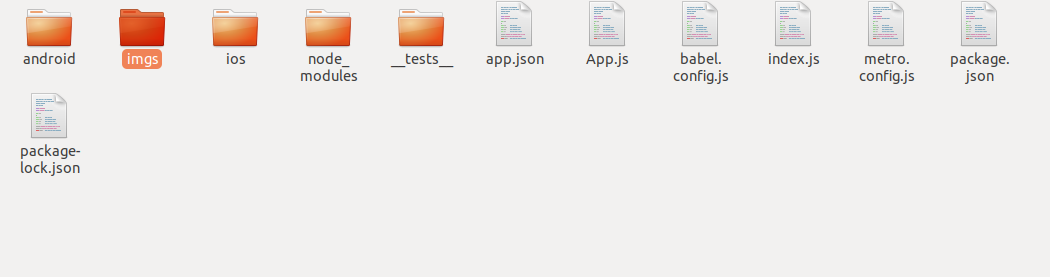 android
imgs
ios
node_
modules
__tests__
app.json
App.js
babel.
config.js
index.js
metro.
config.js
package.
json
package-
lock.json